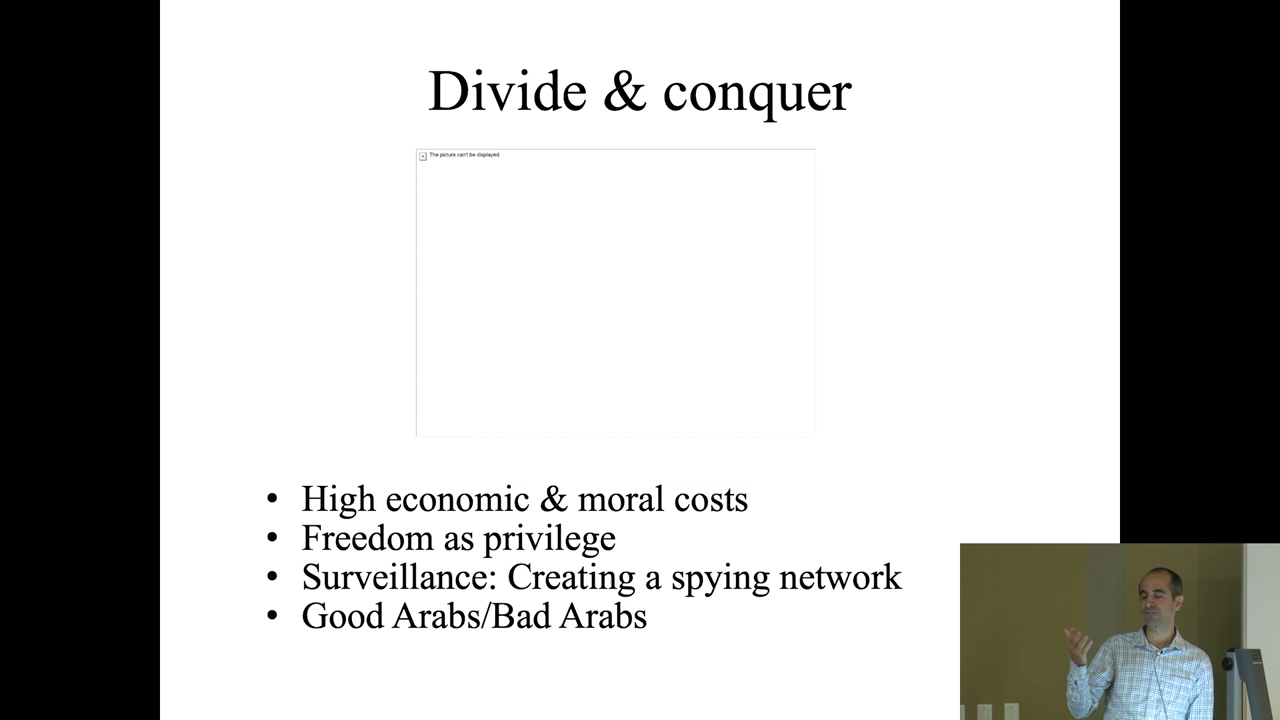 Divide & conquer
The picture can't be displayed.
• High economic & moral costs
• Freedom as privilege
• Surveillance: Creating a spying network
• Good Arabs/Bad Arabs